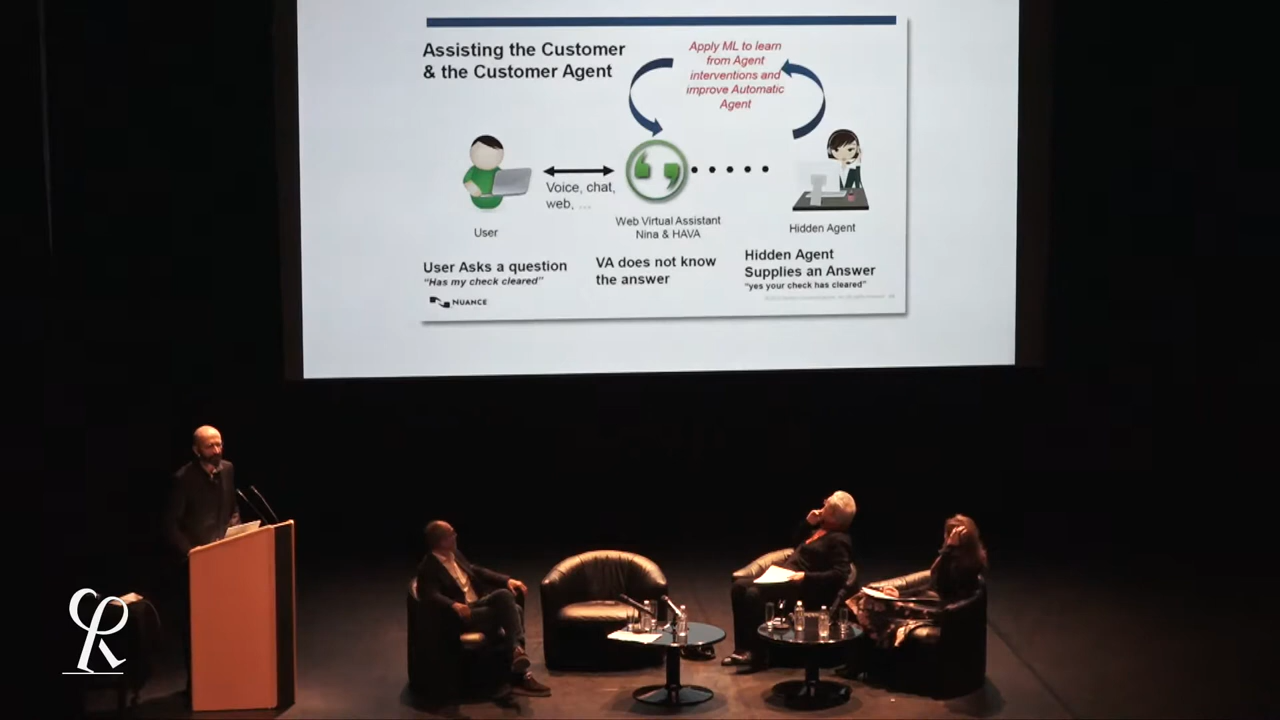 Assisting the Customer
& the Customer Agent
Apply ML to learn
from Agent
interventions and
improve Automatic
Agent
Voice, chat,
web, ...
User
Web Virtual Assistant
Nina & HAVA
Hidden Agent
User Asks a question
“Has my check cleared”
VA does not know
the answer
Hidden Agent
Supplies an Answer
“yes your check has cleared”
NUANCE